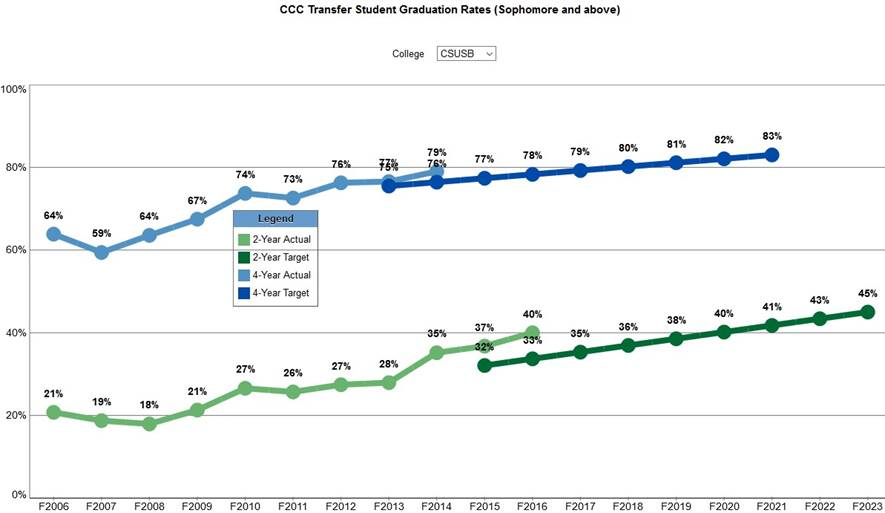 CCC Transfer Student Graduation Rates (Sophomore and above)
College CSUSB
100%
80%
60%
40%
20%
0%
64% 59% 64% 67% 74% 73% 76% 77% 79%
75% 76% 77% 78% 79% 80% 81% 82% 83%
Legend
2-Year Actual
2-Year Target
4-Year Actual
4-Year Target
21% 19% 18% 21% 27% 26% 27% 28% 35% 37% 40%
32% 33% 35% 36% 38% 40% 41% 43% 45%
F2006 F2007 F2008 F2009 F2010 F2011 F2012 F2013 F2014 F2015 F2016 F2017 F2018 F2019 F2020 F2021 F2022 F2023